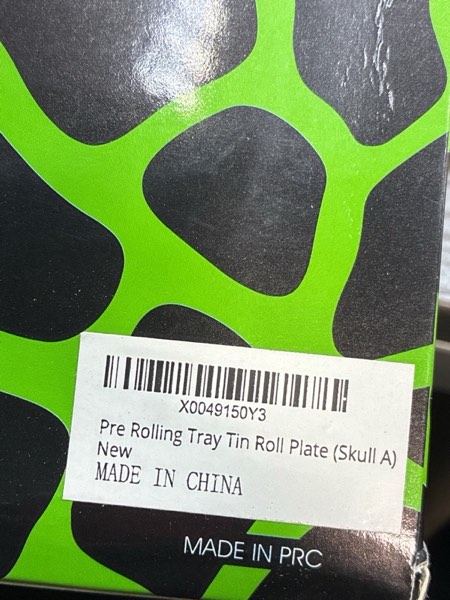 X0049150Y3
Pre Rolling Tray Tin Roll Plate (Skull A)
New
MADE IN CHINA
MADE IN PRC